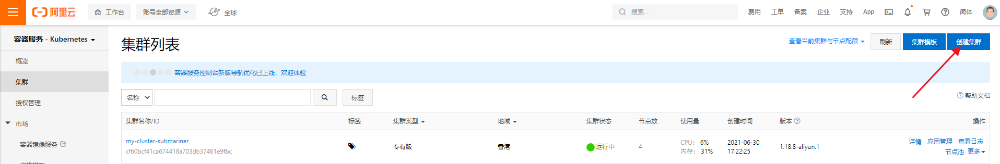 阿里云 工作台 账号全部资源 全球 搜索... 费用 工单 备案 企业 支持 App 简体
容器服务 - Kubernetes
概览
集群
授权管理
市场
容器镜像服务
集群列表
查看当前集群与节点配额 刷新 集群模板 创建集群
容器服务控制台新版导航优化已上线，欢迎体验
名称 标签 帮助文档
集群名称/ID 标签 集群类型 地域 集群状态 节点数 使用量 创建时间 版本 操作
my-cluster-submariner
cf60bcf41ca674418a703db37461e9fbc
专有版 香港 运行中 4
CPU： 6%
内存： 31%
2021-06-30
17:22:25
1.18.8-aliyun.1
详情 应用管理 查看日志
节点池 更多